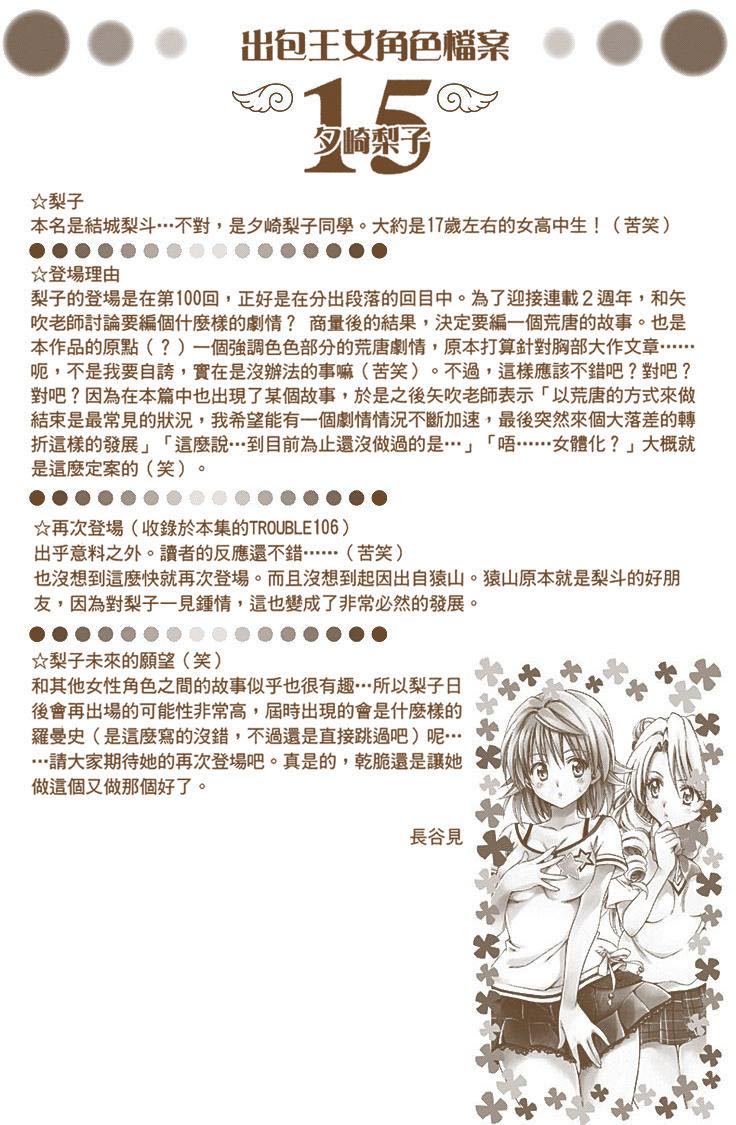 出包王女角色檔案
15
夕崎梨子
☆梨子
本名是結城梨斗…不對，是夕崎梨子同學。大約是17歲左右的女高中生！（苦笑）
☆登場理由
梨子的登場是在第100回，正好是在分出段落的回目中。為了迎接連載２週年，和矢
吹老師討論要編個什麼樣的劇情？ 商量後的結果，決定要編一個荒唐的故事。也是
本作品的原點（？）一個強調色色部分的荒唐劇情，原本打算針對胸部大作文章……
呃，不是我要自誇，實在是沒辦法的事嘛（苦笑）。不過，這樣應該不錯吧？對吧？
對吧？因為在本篇中也出現了某個故事，於是之後矢吹老師表示「以荒唐的方式來做
結束是最常見的狀況，我希望能有一個劇情情況不斷加速，最後突然來個大落差的轉
折這樣的發展」「這麼說…到目前為止還沒做過的是…」「唔……女體化？」大概就
是這麼定案的（笑）。
☆再次登場（收錄於本集的TROUBLE106）
出乎意料之外。讀者的反應還不錯……（苦笑）
也沒想到這麼快就再次登場。而且沒想到起因出自猿山。猿山原本就是梨斗的好朋
友，因為對梨子一見鍾情，這也變成了非常必然的發展。
☆梨子未來的願望（笑）
和其他女性角色之間的故事似乎也很有趣…所以梨子日
後會再出場的可能性非常高，屆時出現的會是什麼樣的
羅曼史（是這麼寫的沒錯，不過還是直接跳過吧）呢…
…請大家期待她的再次登場吧。真是的，乾脆還是讓她
做這個又做那個好了。
長谷見